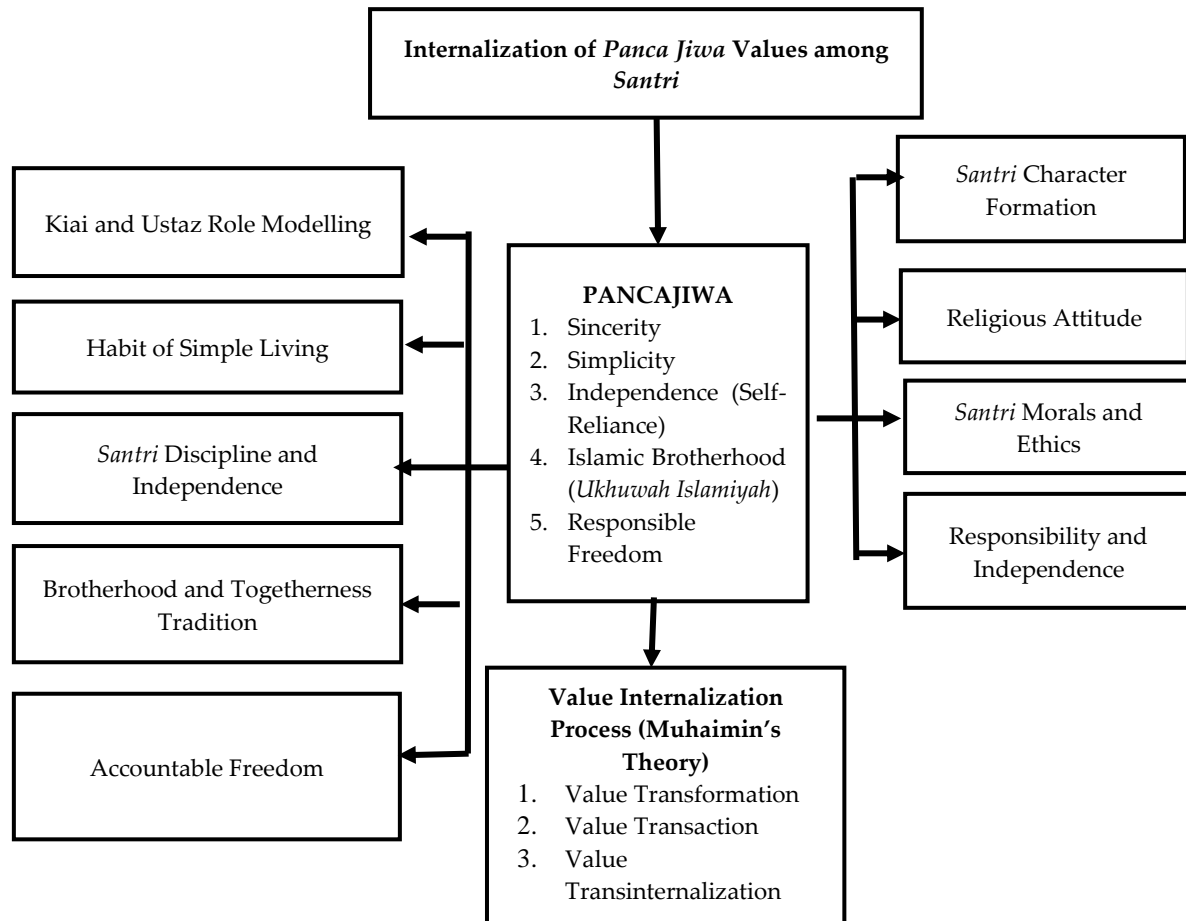 Internalization of Panca Jiwa Values among
Santri
Kiai and Ustaz Role Modelling
Habit of Simple Living
Santri Discipline and
Independence
Brotherhood and Togetherness
Tradition
Accountable Freedom
PANCAJIWA
1. Sincerity
2. Simplicity
3. Independence (Self-
Reliance)
4. Islamic Brotherhood
(Ukhuwah Islamiyah)
5. Responsible
Freedom
Value Internalization
Process (Muhaimin's
Theory)
1. Value Transformation
2. Value Transaction
3. Value
Transinternalization
Santri Character
Formation
Religious Attitude
Santri Morals and
Ethics
Responsibility and
Independence